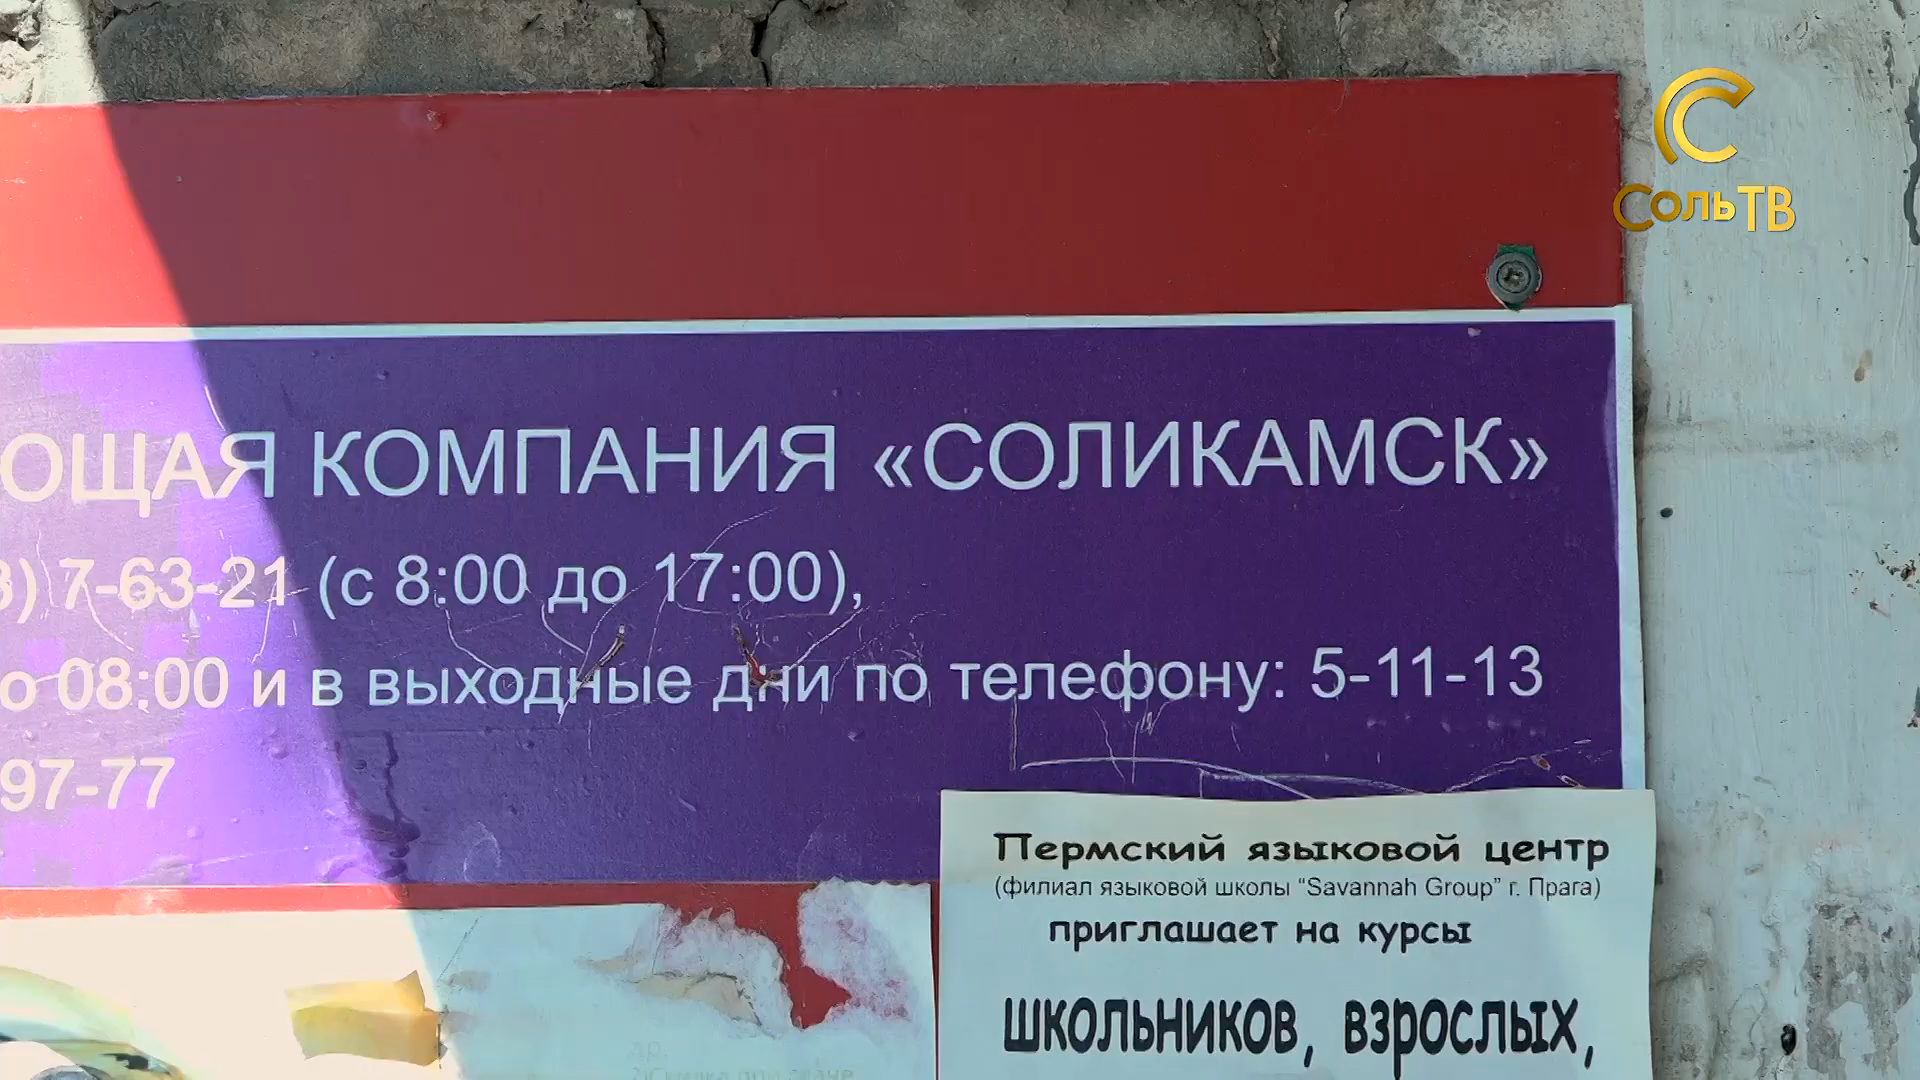 СОЛЬТВ
ОЩАЯ КОМПАНИЯ «СОЛИКАМСК»
3) 7-63-21 (с 8:00 до 17:00),
о 08:00 и в выходные дни по телефону: 5-11-13
97-77
Пермский языковой центр
(филиал языковой школы “Savannah Group” г. Прага)
приглашает на курсы
школьников, взрослых,